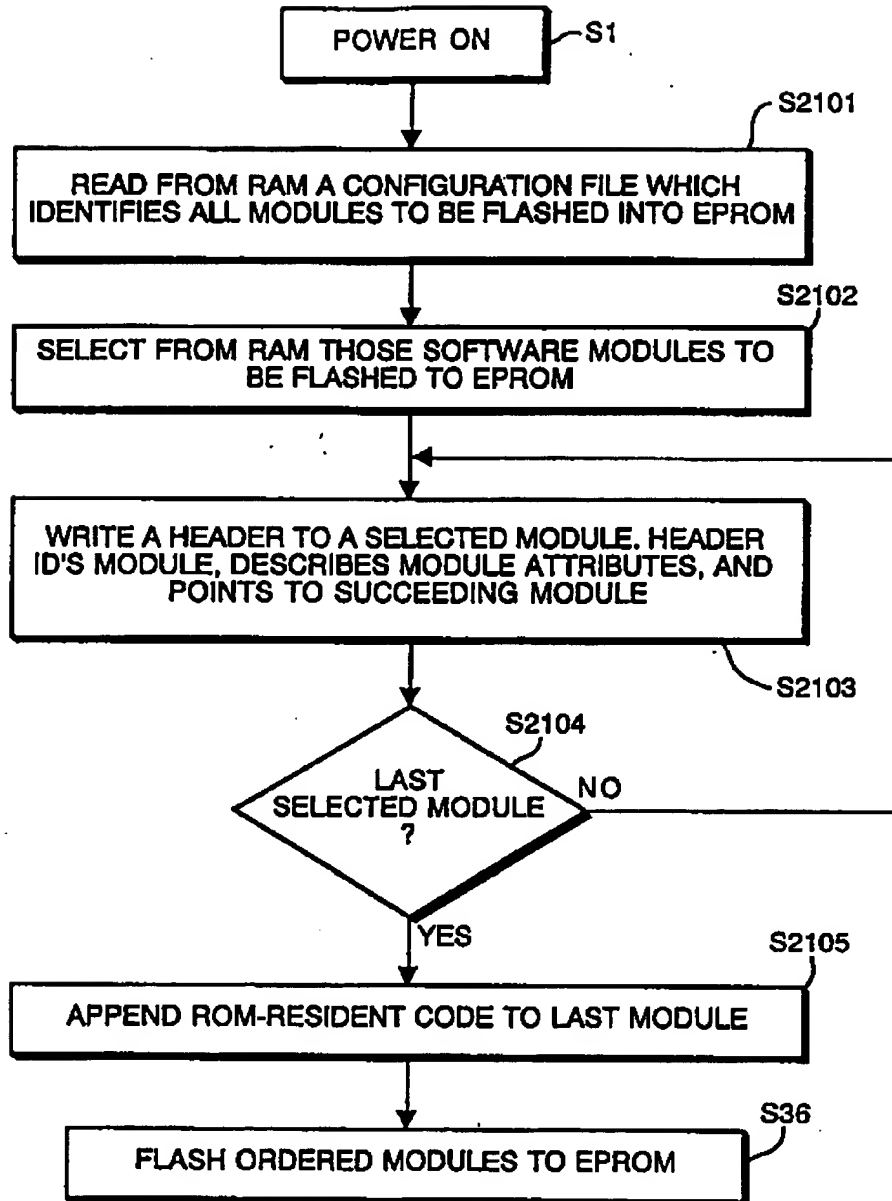 POWER ON
S1
S2101
READ FROM RAM A CONFIGURATION FILE WHICH
IDENTIFIES ALL MODULES TO BE FLASHED INTO EPROM
S2102
SELECT FROM RAM THOSE SOFTWARE MODULES TO
BE FLASHED TO EPROM
WRITE A HEADER TO A SELECTED MODULE. HEADER
ID'S MODULE, DESCRIBES MODULE ATTRIBUTES, AND
POINTS TO SUCCEEDING MODULE
S2103
S2104
LAST
SELECTED MODULE
?
NO
YES
S2105
APPEND ROM-RESIDENT CODE TO LAST MODULE
S36
FLASH ORDERED MODULES TO EPROM